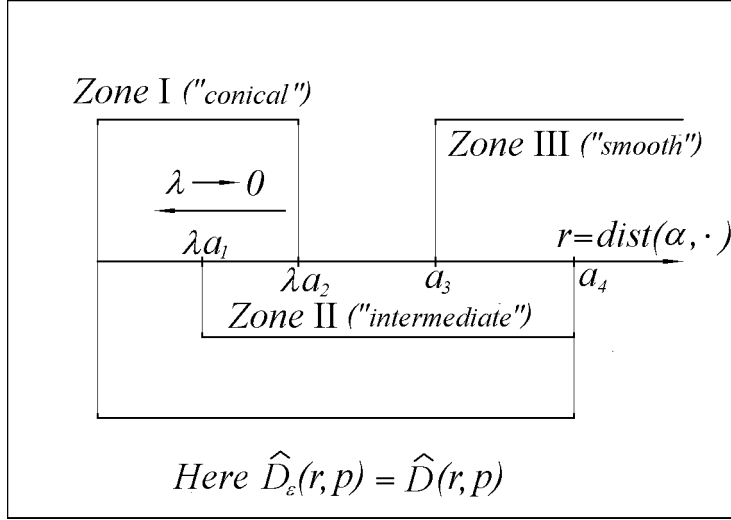 Zone I ("conical")
Zone III ("smooth")
λ → 0
r=dist(α, ·)
λa₁
λa₂
a₃
a₄
Zone II ("intermediate")
Here D̂ε(r, p) = D̂(r, p)